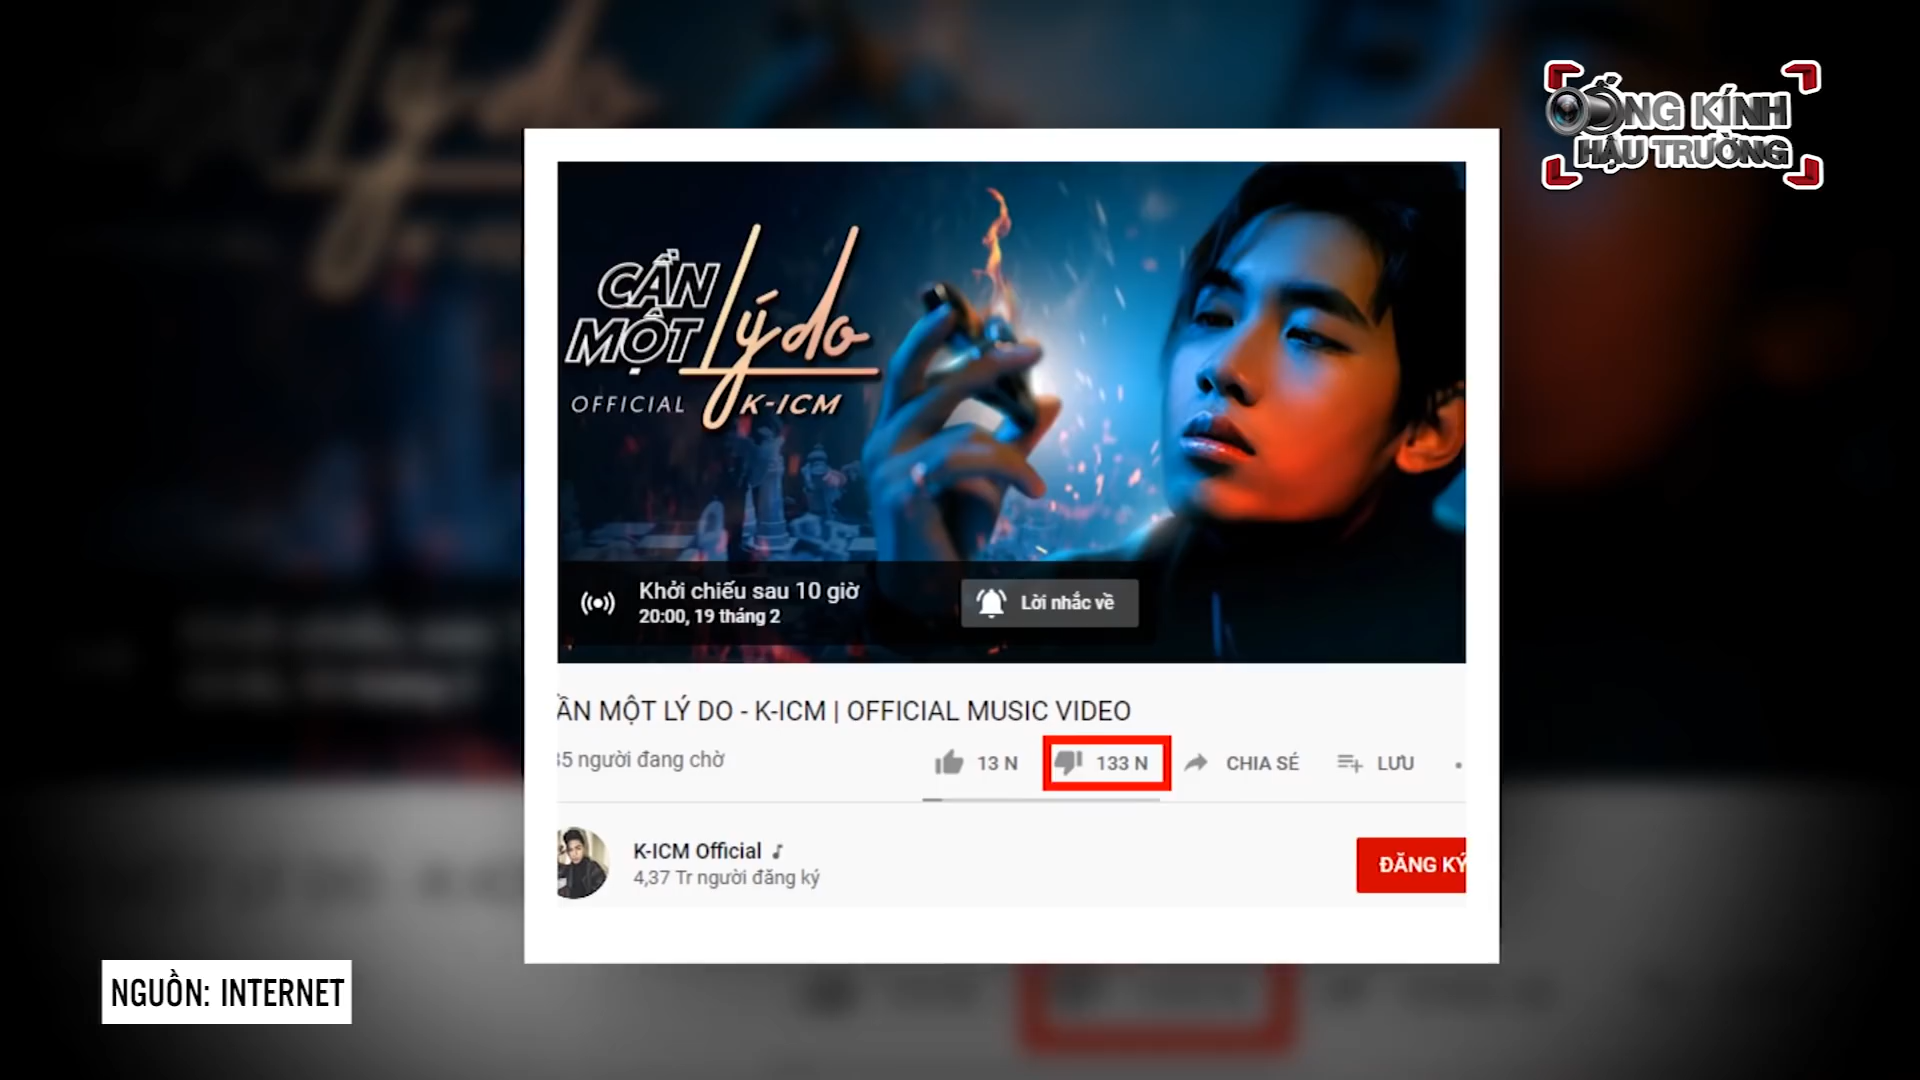 ỐNG KÍNH
HẬU TRƯỜNG
CẦN
MỘT lý do
OFFICIAL K-ICM
Khởi chiếu sau 10 giờ
20:00, 19 tháng 2
Lời nhắc về
ẦN MỘT LÝ DO - K-ICM | OFFICIAL MUSIC VIDEO
35 người đang chờ
13 N
133 N
CHIA SẺ
LƯU
K-ICM Official
4,37 Tr người đăng ký
ĐĂNG KÝ
NGUỒN: INTERNET